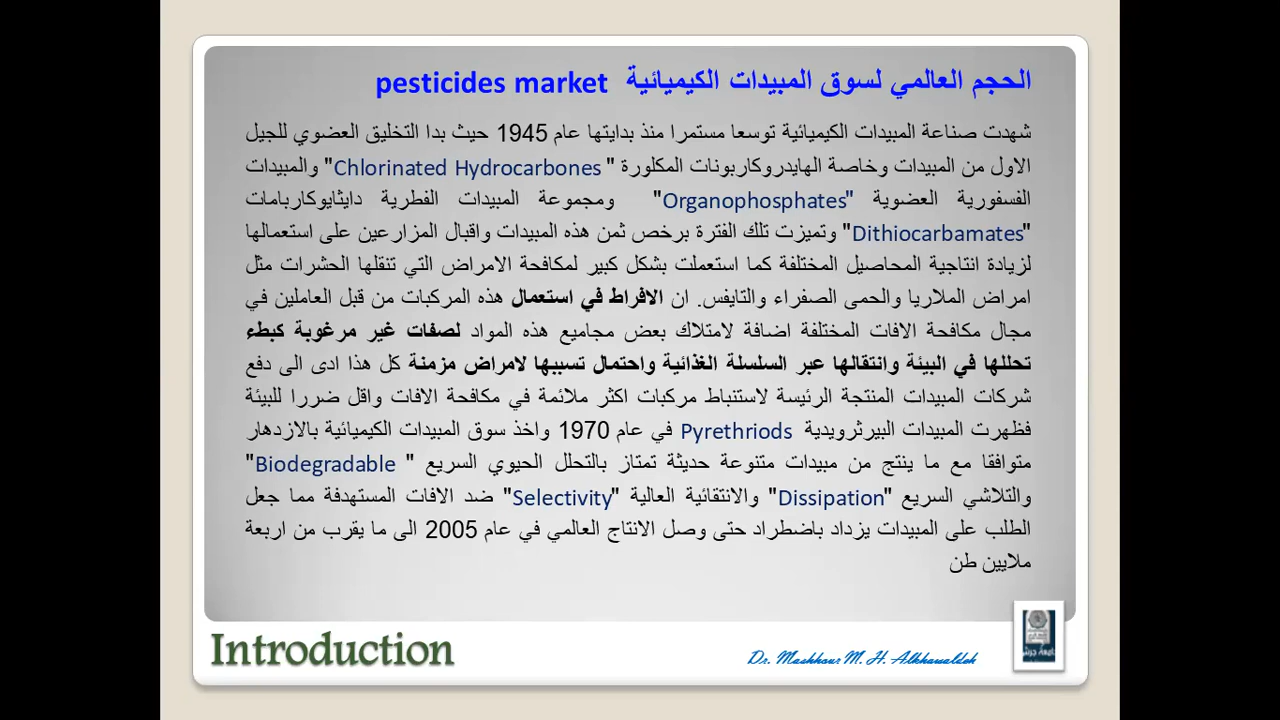 الحجم العالمي لسوق المبيدات الكيميائية pesticides market
شهدت صناعة المبيدات الكيميائية توسعا مستمرا منذ بدايتها عام 1945 حيث بدا التخليق العضوي للجيل
الاول من المبيدات وخاصة الهايدروكاربونات المكلورة "Chlorinated Hydrocarbones" والمبيدات
الفسفورية العضوية "Organophosphates" ومجموعة المبيدات الفطرية دايثايوكاربامات
"Dithiocarbamates" وتميزت تلك الفترة برخص ثمن هذه المبيدات واقبال المزارعين على استعمالها
لزيادة انتاجية المحاصيل المختلفة كما استعملت بشكل كبير لمكافحة الامراض التي تنقلها الحشرات مثل
امراض الملاريا والحمى الصفراء والتايفس. ان الافراط في استعمال هذه المركبات من قبل العاملين في
مجال مكافحة الافات المختلفة اضافة لامتلاك بعض مجاميع هذه المواد لصفات غير مرغوبة كبطء
تحللها في البيئة وانتقالها عبر السلسلة الغذائية واحتمال تسببها لامراض مزمنة كل هذا ادى الى دفع
شركات المبيدات المنتجة الرئيسة لاستنباط مركبات اكثر ملائمة في مكافحة الافات واقل ضررا للبيئة
فظهرت المبيدات البيرثرويدية Pyrethriods في عام 1970 واخذ سوق المبيدات الكيميائية بالازدهار
متوافقا مع ما ينتج من مبيدات متنوعة حديثة تمتاز بالتحلل الحيوي السريع "Biodegradable"
والتلاشي السريع "Dissipation" والانتقائية العالية "Selectivity" ضد الافات المستهدفة مما جعل
الطلب على المبيدات يزداد باضطراد حتى وصل الانتاج العالمي في عام 2005 الى ما يقرب من اربعة
ملايين طن
Introduction
Dr. Mashhour M. H. Alkhawaldeh